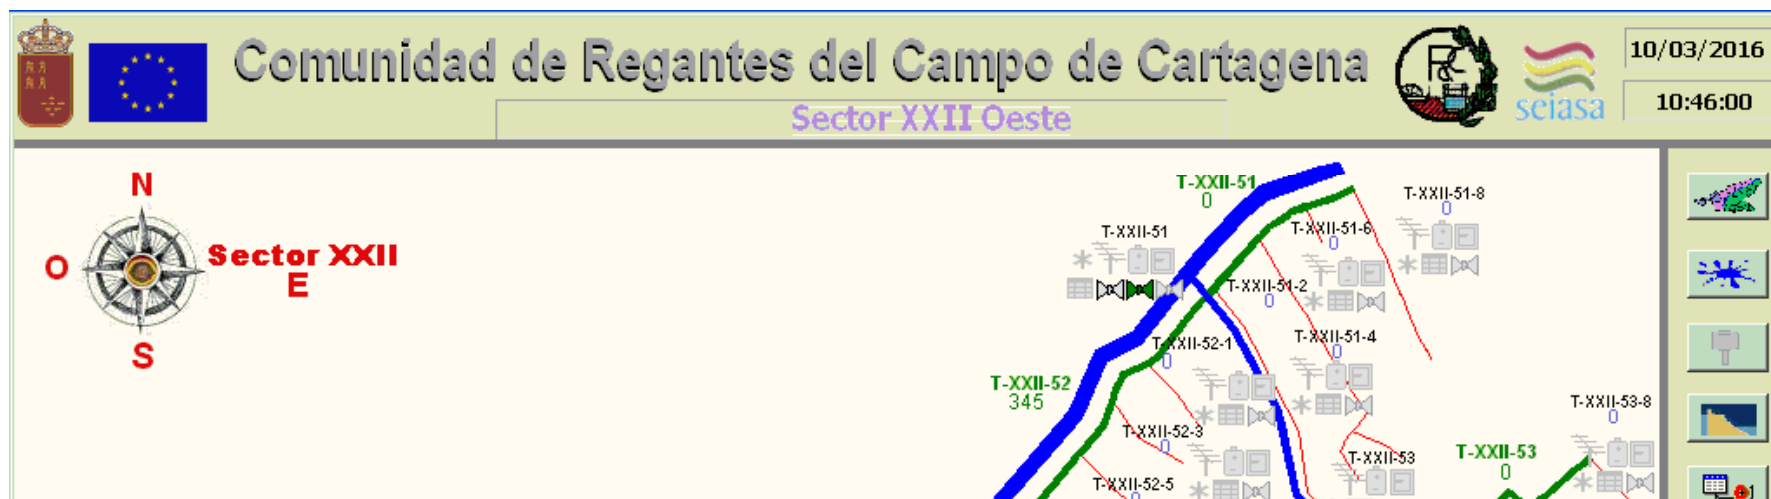 Comunidad de Regantes del Campo de Cartagena
Sector XXII Oeste
seiasa
10/03/2016
10:46:00
N
O
S
Sector XXII
E
T-XXII-51
0
T-XXII-51-8
0
T-XXII-51
T-XXII-51-6
0
T-XXII-51-2
0
T-XXII-52-1
0
T-XXII-51-4
0
T-XXII-52
345
T-XXII-53-8
0
T-XXII-52-3
0
T-XXII-53
T-XXII-53
0
T-XXII-52-5
0